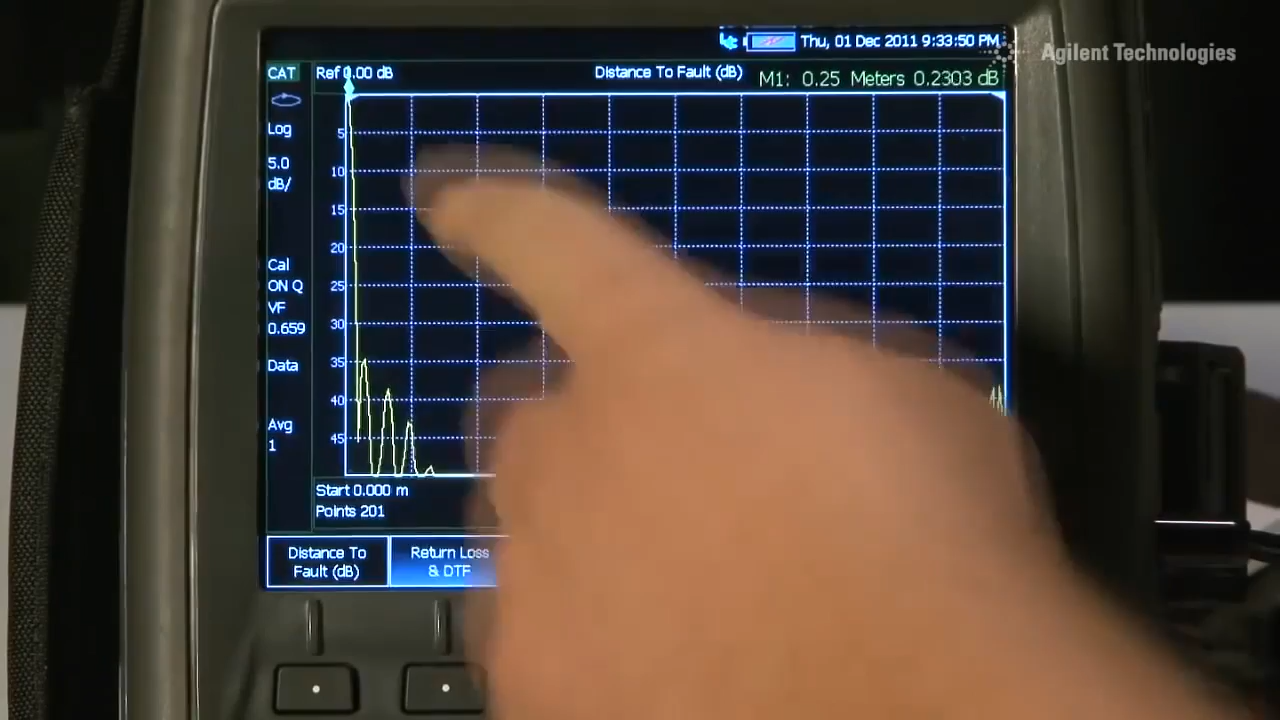 Thu, 01 Dec 2011 9:33:50 PM
Agilent Technologies
CAT
Ref 0.00 dB
Distance To Fault (dB)
M1: 0.25 Meters 0.2303 dB
Log
5.0
dB/
5
10
15
20
25
30
35
40
45
Cal
ON Q
VF
0.659
Data
Avg
1
Start 0.000 m
Points 201
Distance To
Fault (dB)
Return Loss
& DTF